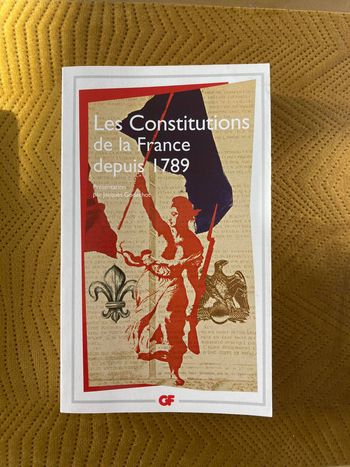 Les Constitutions
de la France
depuis 1789
Présentation
par Jacques Godechot
GF